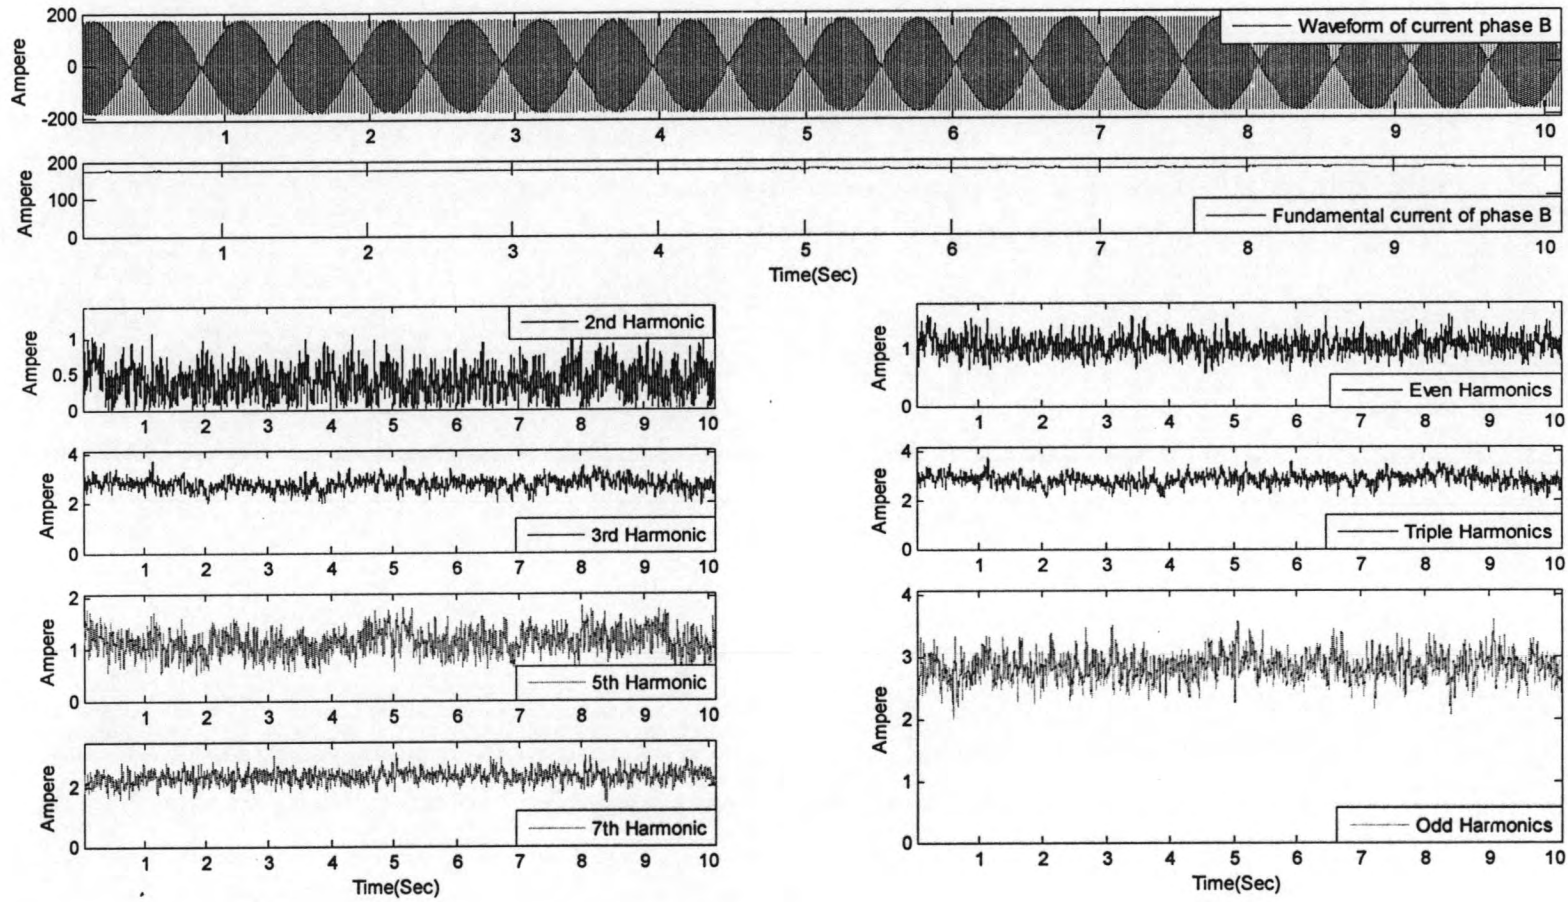 Waveform of current phase B
Ampere
200
0
-200
1 2 3 4 5 6 7 8 9 10
Fundamental current of phase B
Ampere
200
100
0
1 2 3 4 5 6 7 8 9 10
Time(Sec)
2nd Harmonic
Ampere
1
0.5
0
1 2 3 4 5 6 7 8 9 10
3rd Harmonic
Ampere
4
2
0
1 2 3 4 5 6 7 8 9 10
5th Harmonic
Ampere
2
1
0
1 2 3 4 5 6 7 8 9 10
7th Harmonic
Ampere
2
0
1 2 3 4 5 6 7 8 9 10
Time(Sec)
Even Harmonics
Ampere
1
0
1 2 3 4 5 6 7 8 9 10
Triple Harmonics
Ampere
4
2
0
1 2 3 4 5 6 7 8 9 10
Odd Harmonics
Ampere
4
3
2
1
0
1 2 3 4 5 6 7 8 9 10
Time(Sec)